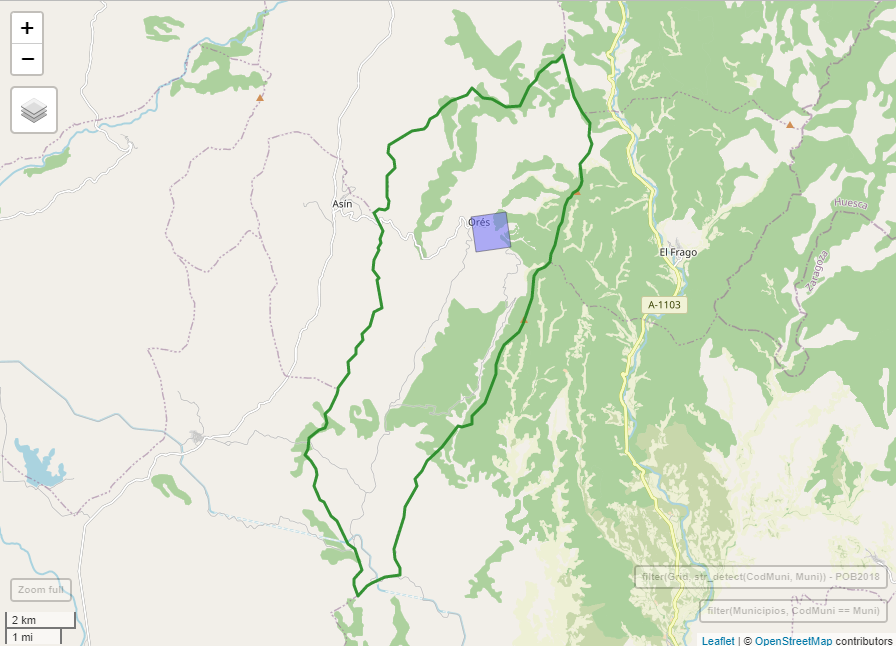 +
−
Asín
Orés
Huesca
Zaragoza
El Frago
A-1103
filter(Grid, str_detect(CodMuni, Muni)) - POB2018
Zoom full
filter(Municipios, CodMuni == Muni)
2 km
1 mi
Leaflet | © OpenStreetMap contributors